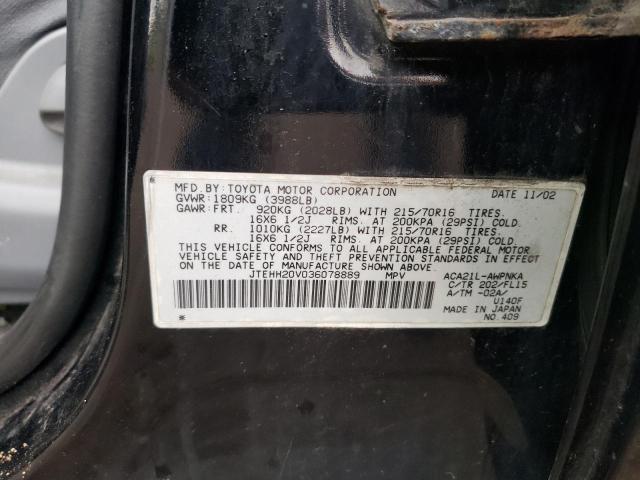 MFD. BY: TOYOTA MOTOR CORPORATION DATE 11/02
GVWR: 1809KG (3988LB)
GAWR: FRT. 920KG (2028LB) WITH 215/70R16 TIRES.
16X6 1/2J RIMS. AT 200KPA (29PSI) COLD.
RR. 1010KG (2227LB) WITH 215/70R16 TIRES.
16X6 1/2J RIMS. AT 200KPA (29PSI) COLD.
THIS VEHICLE CONFORMS TO ALL APPLICABLE FEDERAL MOTOR
VEHICLE SAFETY AND THEFT PREVENTION STANDARDS IN EFFECT
ON THE DATE OF MANUFACTURE SHOWN ABOVE.
JTEHH20V036078889 MPV ACA21L-AWPNKA
C/TR 202/FL15
A/TM -02A/
U140F
MADE IN JAPAN
NO. 409